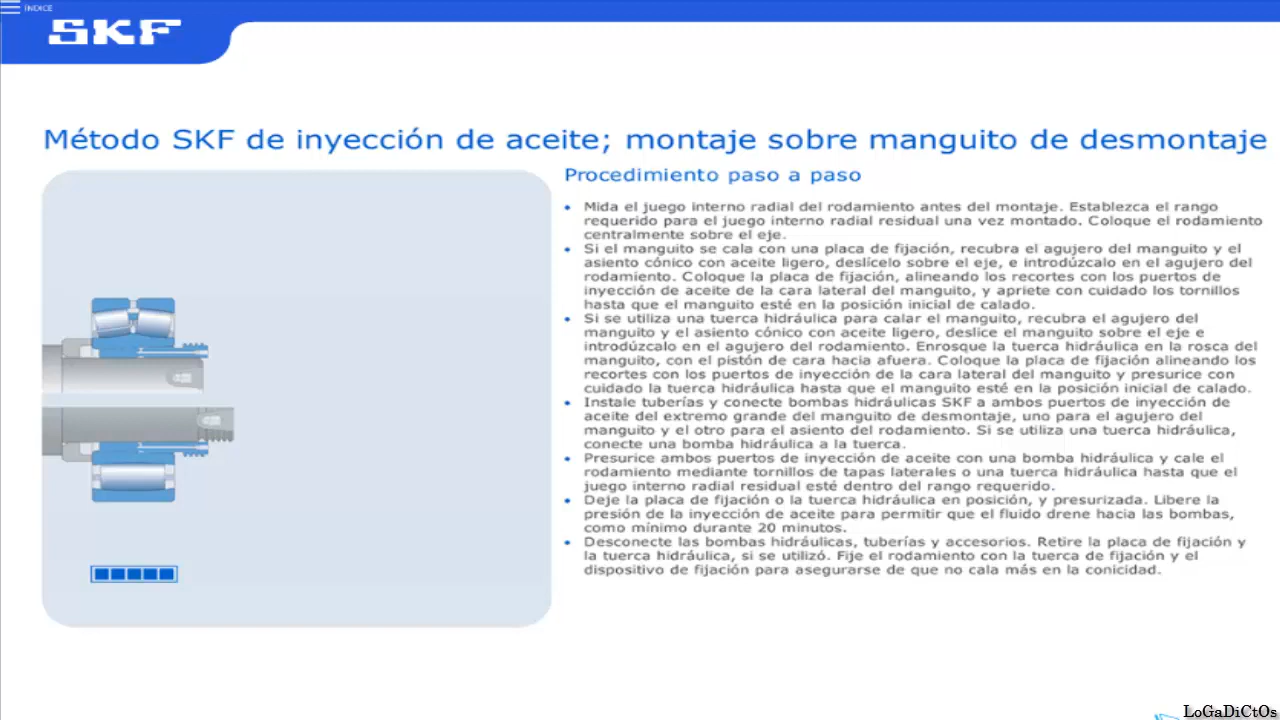 ÍNDICE
SKF
Método SKF de inyección de aceite; montaje sobre manguito de desmontaje
Procedimiento paso a paso
• Mida el juego interno radial del rodamiento antes del montaje. Establezca el rango
requerido para el juego interno radial residual una vez montado. Coloque el rodamiento
centralmente sobre el eje.
• Si el manguito se cala con una placa de fijación, recubra el agujero del manguito y el
asiento cónico con aceite ligero, deslícelo sobre el eje, e introdúzcalo en el agujero del
rodamiento. Coloque la placa de fijación, alineando los recortes con los puertos de
inyección de aceite de la cara lateral del manguito, y apriete con cuidado los tornillos
hasta que el manguito esté en la posición inicial de calado.
• Si se utiliza una tuerca hidráulica para calar el manguito, recubra el agujero del
manguito y el asiento cónico con aceite ligero, deslice el manguito sobre el eje e
introdúzcalo en el agujero del rodamiento. Enrosque la tuerca hidráulica en la rosca del
manguito, con el pistón de cara hacia afuera. Coloque la placa de fijación alineando los
recortes con los puertos de inyección de la cara lateral del manguito y presurice con
cuidado la tuerca hidráulica hasta que el manguito esté en la posición inicial de calado.
• Instale tuberías y conecte bombas hidráulicas SKF a ambos puertos de inyección de
aceite del extremo grande del manguito de desmontaje, uno para el agujero del
manguito y el otro para el asiento del rodamiento. Si se utiliza una tuerca hidráulica,
conecte una bomba hidráulica a la tuerca.
• Presurice ambos puertos de inyección de aceite con una bomba hidráulica y cale el
rodamiento mediante tornillos de tapas laterales o una tuerca hidráulica hasta que el
juego interno radial residual esté dentro del rango requerido.
• Deje la placa de fijación o la tuerca hidráulica en posición, y presurizada. Libere la
presión de la inyección de aceite para permitir que el fluido drene hacia las bombas,
como mínimo durante 20 minutos.
• Desconecte las bombas hidráulicas, tuberías y accesorios. Retire la placa de fijación y
la tuerca hidráulica, si se utilizó. Fije el rodamiento con la tuerca de fijación y el
dispositivo de fijación para asegurarse de que no cala más en la conicidad.
LoGaDiCtOs